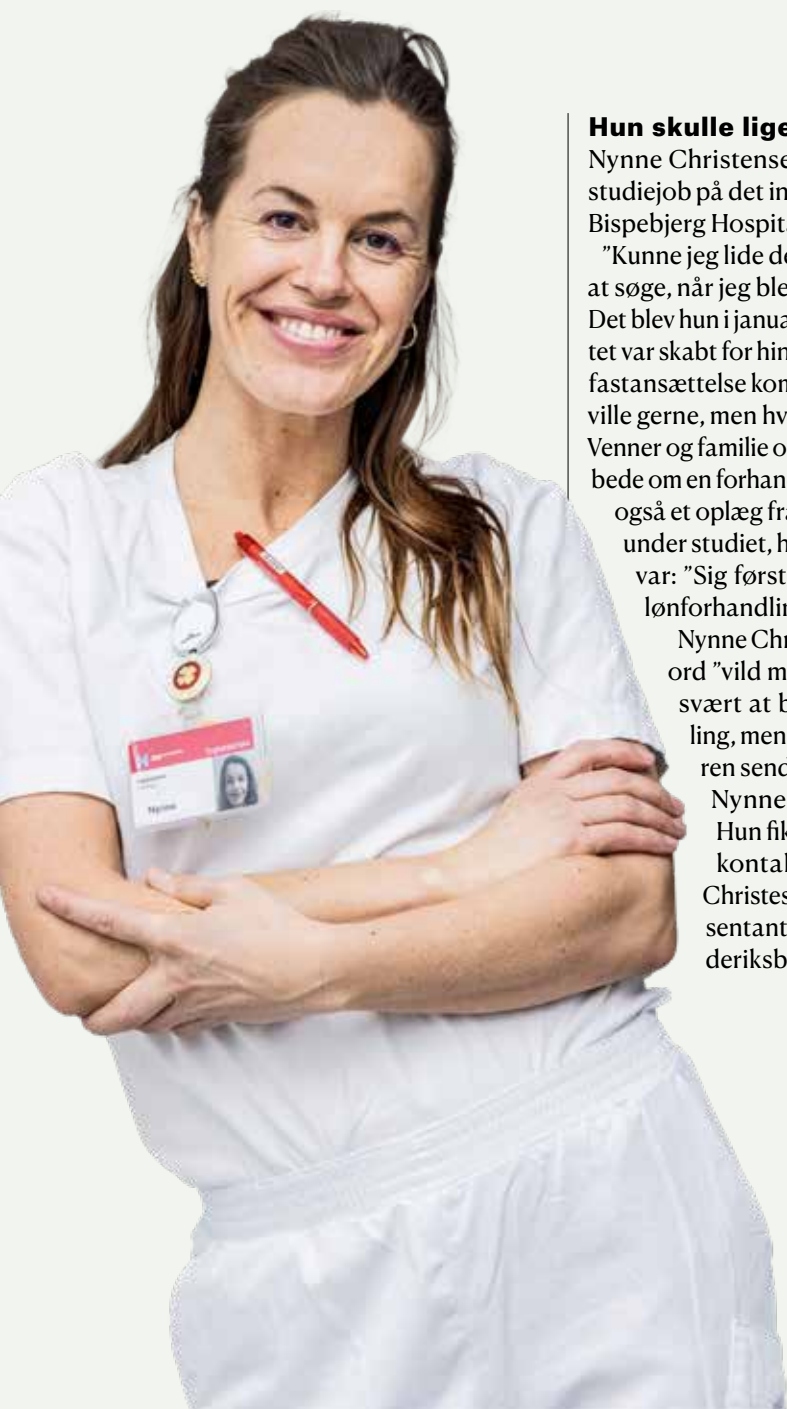 Hun skulle lige
Nynne Christense
studiejob på det in
Bispebjerg Hospita
”Kunne jeg lide de
at søge, når jeg ble
Det blev hun i janua
tet var skabt for hin
fastansættelse kom
ville gerne, men hv
Venner og familie o
bede om en forhan
også et oplæg fra
under studiet, h
var: ”Sig først
lønforhandlin
Nynne Chr
ord ”vild m
svært at b
ling, men
ren send
Nynne
Hun fik
kontal
Christes
sentant
deriksb
Nynne